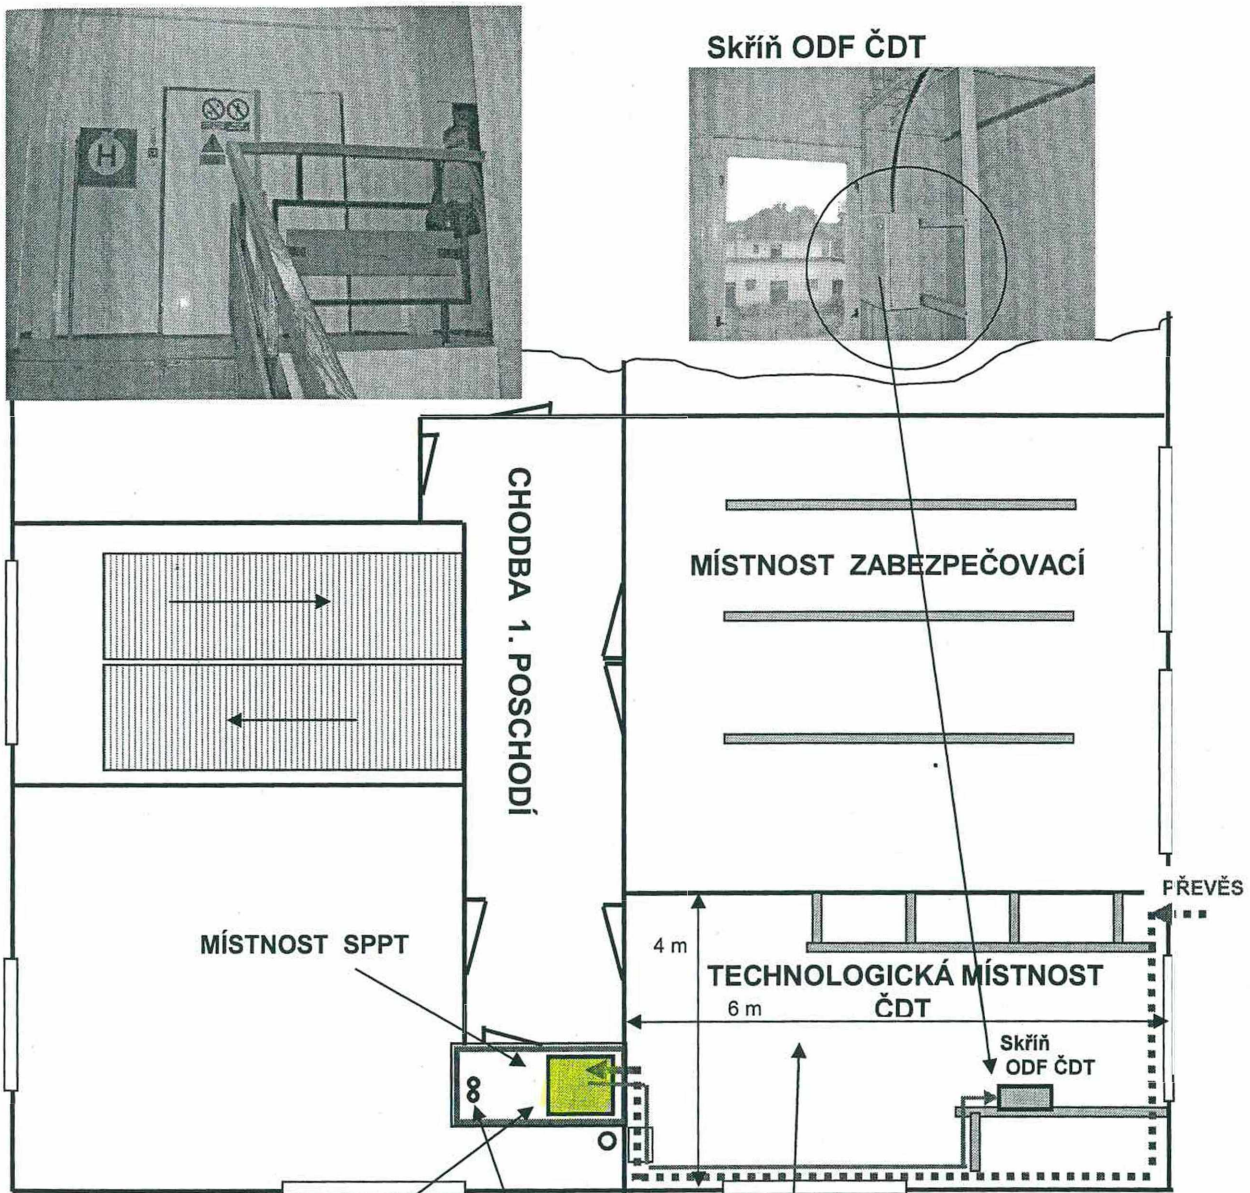 Skříň ODF ČDT
H
CHODBA 1. POSCHODÍ
MÍSTNOST ZABEZPEČOVACÍ
PŘEVĚS
MÍSTNOST SPPT
4 m
TECHNOLOGICKÁ MÍSTNOST
ČDT
6 m
Skříň
ODF ČDT